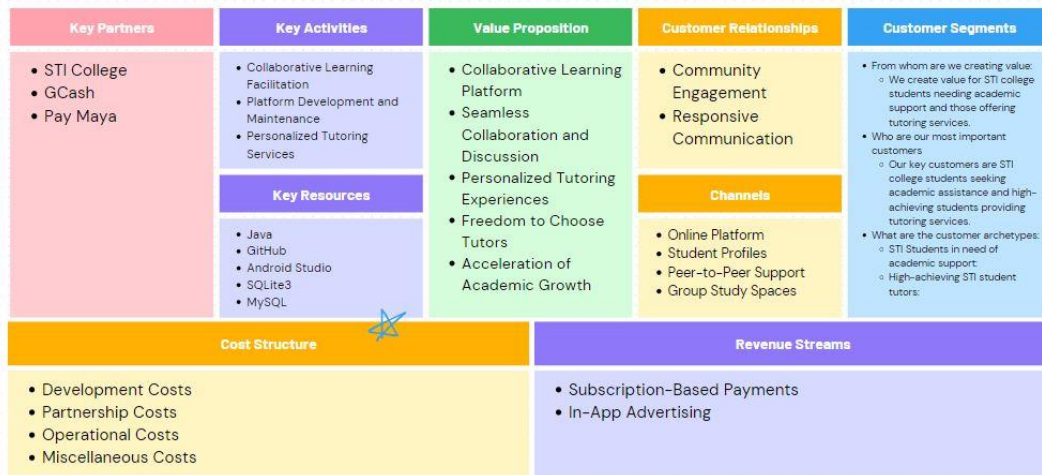 Key Partners
STI College
GCash
Pay Maya
Key Activities
Collaborative Learning
Facilitation
Platform Development and
Maintenance
Personalized Tutoring
Services
Key Resources
Java
GitHub
Android Studio
SQLite3
MySQL
Value Proposition
Collaborative Learning
Platform
Seamless
Collaboration and
Discussion
Personalized Tutoring
Experiences
Freedom to Choose
Tutors
Acceleration of
Academic Growth
Customer Relationships
Community
Engagement
Responsive
Communication
Channels
Online Platform
Student Profiles
Peer-to-Peer Support
Group Study Spaces
Customer Segments
From whom are we creating value:
We create value for STI college
students needing academic
support and those offering
tutoring services.
Who are our most important
customers
Our key customers are STI
college students seeking
academic assistance and high-
achieving students providing
tutoring services.
What are the customer archetypes:
STI Students in need of
academic support:
High-achieving STI student
tutors:
Cost Structure
Development Costs
Partnership Costs
Operational Costs
Miscellaneous Costs
Revenue Streams
Subscription-Based Payments
In-App Advertising